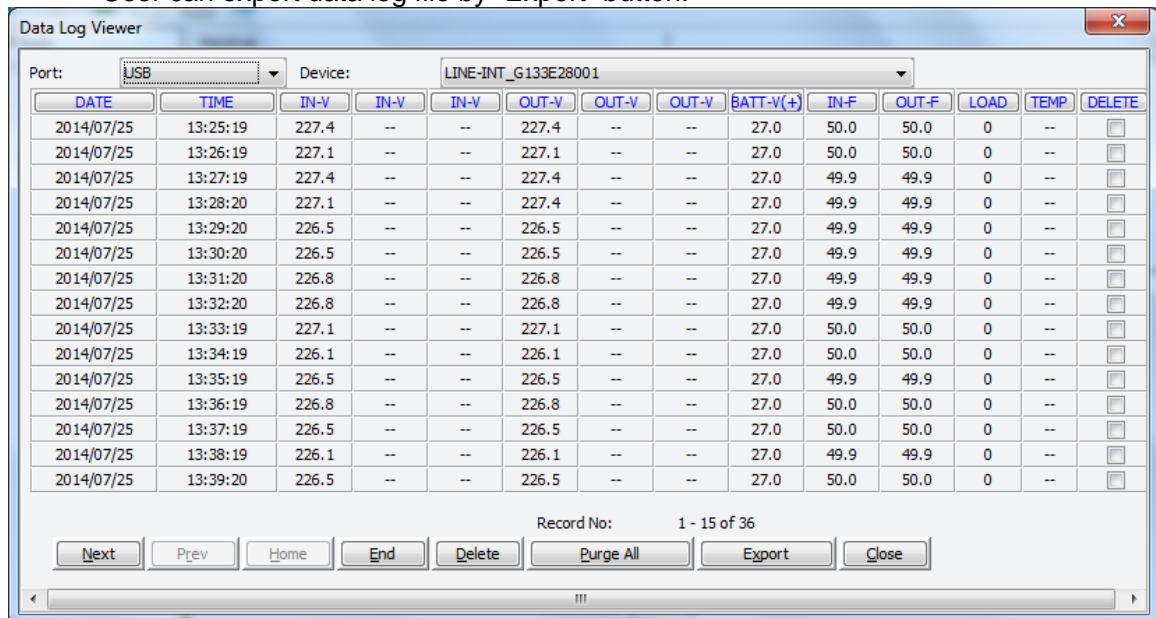 User can export data log file by "Export" button.
Data Log Viewer
Port: USB Device: LINE-INT_G133E28001
DATE TIME IN-V IN-V IN-V OUT-V OUT-V OUT-V BATT-V(+) IN-F OUT-F LOAD TEMP DELETE
2014/07/25 13:25:19 227.4 -- -- 227.4 -- -- 27.0 50.0 50.0 0 --
2014/07/25 13:26:19 227.1 -- -- 227.1 -- -- 27.0 50.0 50.0 0 --
2014/07/25 13:27:19 227.4 -- -- 227.4 -- -- 27.0 49.9 49.9 0 --
2014/07/25 13:28:20 227.1 -- -- 227.4 -- -- 27.0 49.9 49.9 0 --
2014/07/25 13:29:20 226.5 -- -- 226.5 -- -- 27.0 49.9 49.9 0 --
2014/07/25 13:30:20 226.5 -- -- 226.5 -- -- 27.0 49.9 49.9 0 --
2014/07/25 13:31:20 226.8 -- -- 226.8 -- -- 27.0 49.9 49.9 0 --
2014/07/25 13:32:20 226.8 -- -- 226.8 -- -- 27.0 49.9 49.9 0 --
2014/07/25 13:33:19 227.1 -- -- 227.1 -- -- 27.0 50.0 50.0 0 --
2014/07/25 13:34:19 226.1 -- -- 226.1 -- -- 27.0 50.0 50.0 0 --
2014/07/25 13:35:19 226.5 -- -- 226.5 -- -- 27.0 49.9 49.9 0 --
2014/07/25 13:36:19 226.8 -- -- 226.8 -- -- 27.0 50.0 50.0 0 --
2014/07/25 13:37:19 226.5 -- -- 226.5 -- -- 27.0 50.0 50.0 0 --
2014/07/25 13:38:19 226.1 -- -- 226.1 -- -- 27.0 49.9 49.9 0 --
2014/07/25 13:39:20 226.5 -- -- 226.5 -- -- 27.0 50.0 50.0 0 --
Record No: 1 - 15 of 36
Next Prev Home End Delete Purge All Export Close